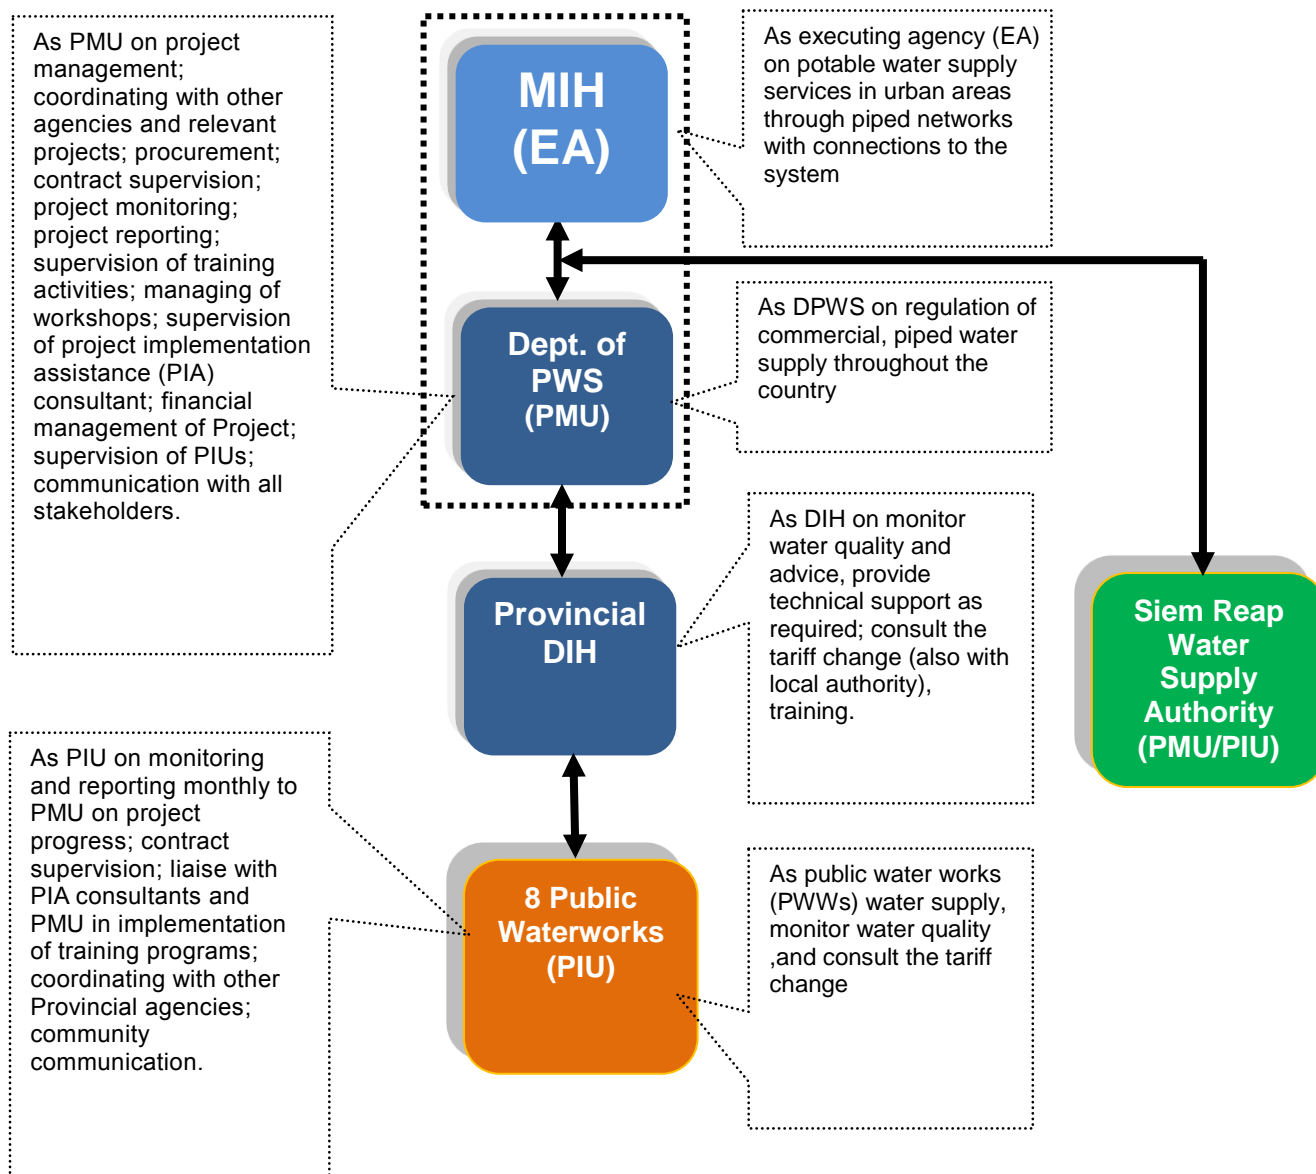 As PMU on project
management;
coordinating with other
agencies and relevant
projects; procurement;
contract supervision;
project monitoring;
project reporting;
supervision of training
activities; managing of
workshops; supervision
of project implementation
assistance (PIA)
consultant; financial
management of Project;
supervision of PIUs;
communication with all
stakeholders.
MIH
(EA)
As executing agency (EA)
on potable water supply
services in urban areas
through piped networks
with connections to the
system
Dept. of
PWS
(PMU)
As DPWS on regulation of
commercial, piped water
supply throughout the
country
Provincial
DIH
As DIH on monitor
water quality and
advice, provide
technical support as
required; consult the
tariff change (also with
local authority),
training.
Siem Reap
Water
Supply
Authority
(PMU/PIU)
As PIU on monitoring
and reporting monthly to
PMU on project
progress; contract
supervision; liaise with
PIA consultants and
PMU in implementation
of training programs;
coordinating with other
Provincial agencies;
community
communication.
8 Public
Waterworks
(PIU)
As public water works
(PWWs) water supply,
monitor water quality
,and consult the tariff
change